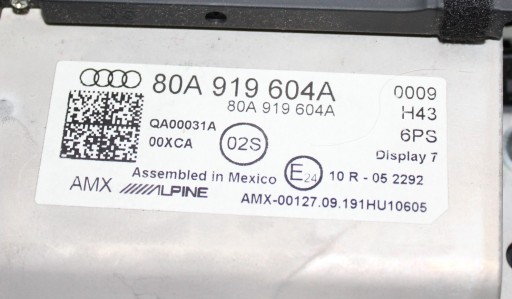 80A 919 604A 0009
80A 919 604A H43
QA00031A 6PS
00XCA 02S Display 7
Assembled in Mexico E24 10 R - 05 2292
AMX ALPINE AMX-00127.09.191HU10605